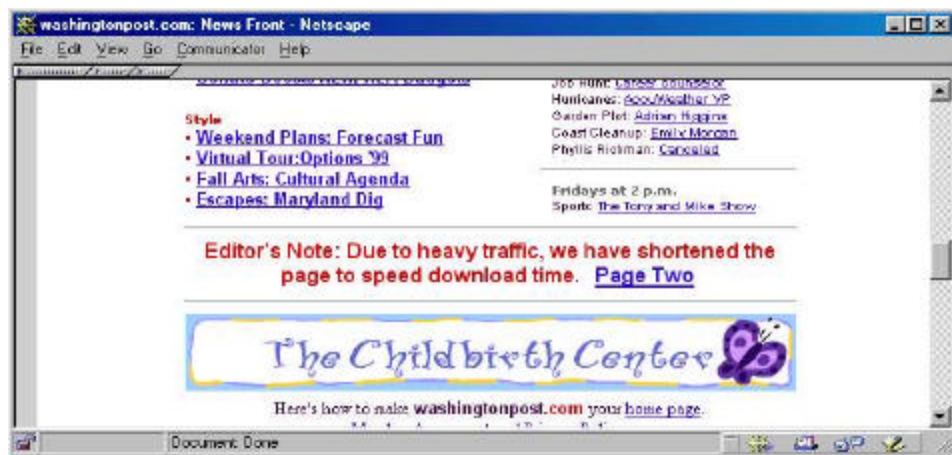 washingtonpost.com: News Front - Netscape
File Edit View Go Communicator Help
Style
• Weekend Plans: Forecast Fun
• Virtual Tour:Options '99
• Fall Arts: Cultural Agenda
• Escapes: Maryland Dig
Job Hunt: Career Counselor
Hurricanes: AccuWeather VP
Garden Plot: Adrian Higgins
Coast Cleanup: Emily Morgan
Phyllis Richman: Canceled
Fridays at 2 p.m.
Sports: The Tony and Mike Show
Editor's Note: Due to heavy traffic, we have shortened the
page to speed download time. Page Two
The Childbirth Center
Here's how to make washingtonpost.com your home page.
Document: Done